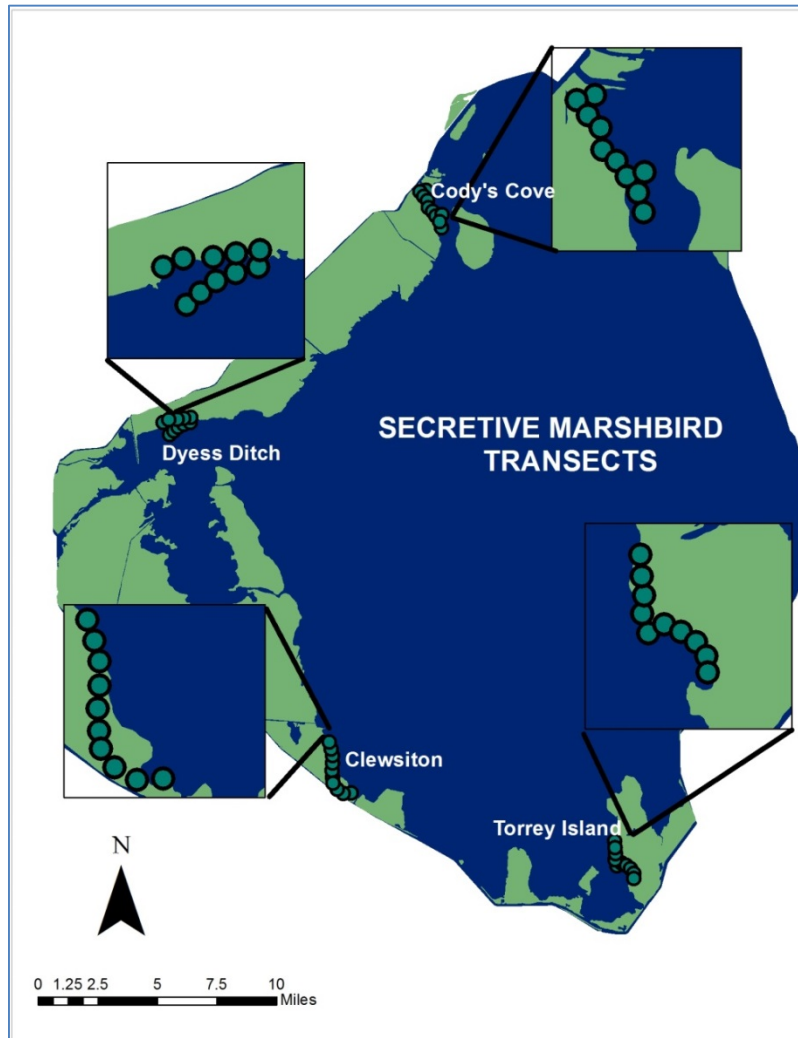 Cody's Cove
SECRETIVE MARSHBIRD
TRANSECTS
Dyess Ditch
Clewsiton
Torrey Island
N
0 1.25 2.5 5 7.5 10
Miles